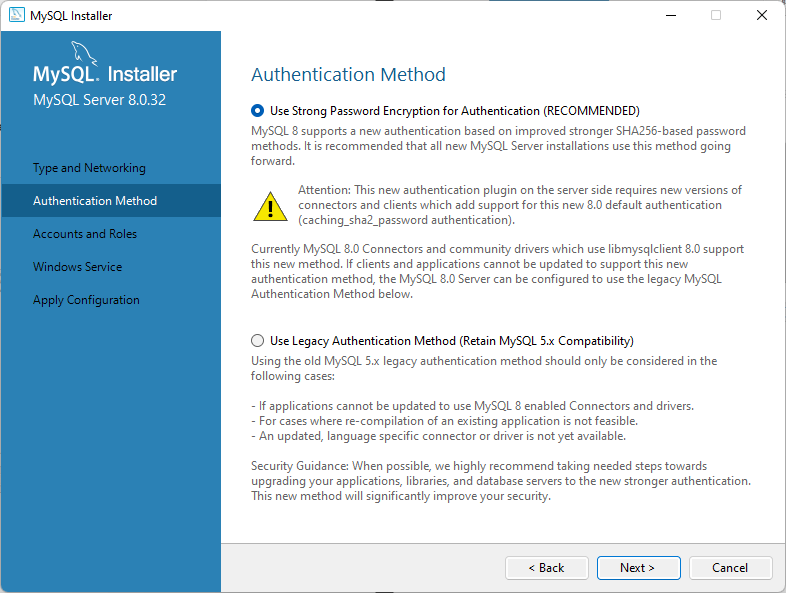 MySQL Installer
MySQL. Installer
MySQL Server 8.0.32
Type and Networking
Authentication Method
Accounts and Roles
Windows Service
Apply Configuration
Authentication Method
Use Strong Password Encryption for Authentication (RECOMMENDED)
MySQL 8 supports a new authentication based on improved stronger SHA256-based password
methods. It is recommended that all new MySQL Server installations use this method going
forward.
Attention: This new authentication plugin on the server side requires new versions of
connectors and clients which add support for this new 8.0 default authentication
(caching_sha2_password authentication).
Currently MySQL 8.0 Connectors and community drivers which use libmysqlclient 8.0 support
this new method. If clients and applications cannot be updated to support this new
authentication method, the MySQL 8.0 Server can be configured to use the legacy MySQL
Authentication Method below.
Use Legacy Authentication Method (Retain MySQL 5.x Compatibility)
Using the old MySQL 5.x legacy authentication method should only be considered in the
following cases:
- If applications cannot be updated to use MySQL 8 enabled Connectors and drivers.
- For cases where re-compilation of an existing application is not feasible.
- An updated, language specific connector or driver is not yet available.
Security Guidance: When possible, we highly recommend taking needed steps towards
upgrading your applications, libraries, and database servers to the new stronger authentication.
This new method will significantly improve your security.
< Back
Next >
Cancel